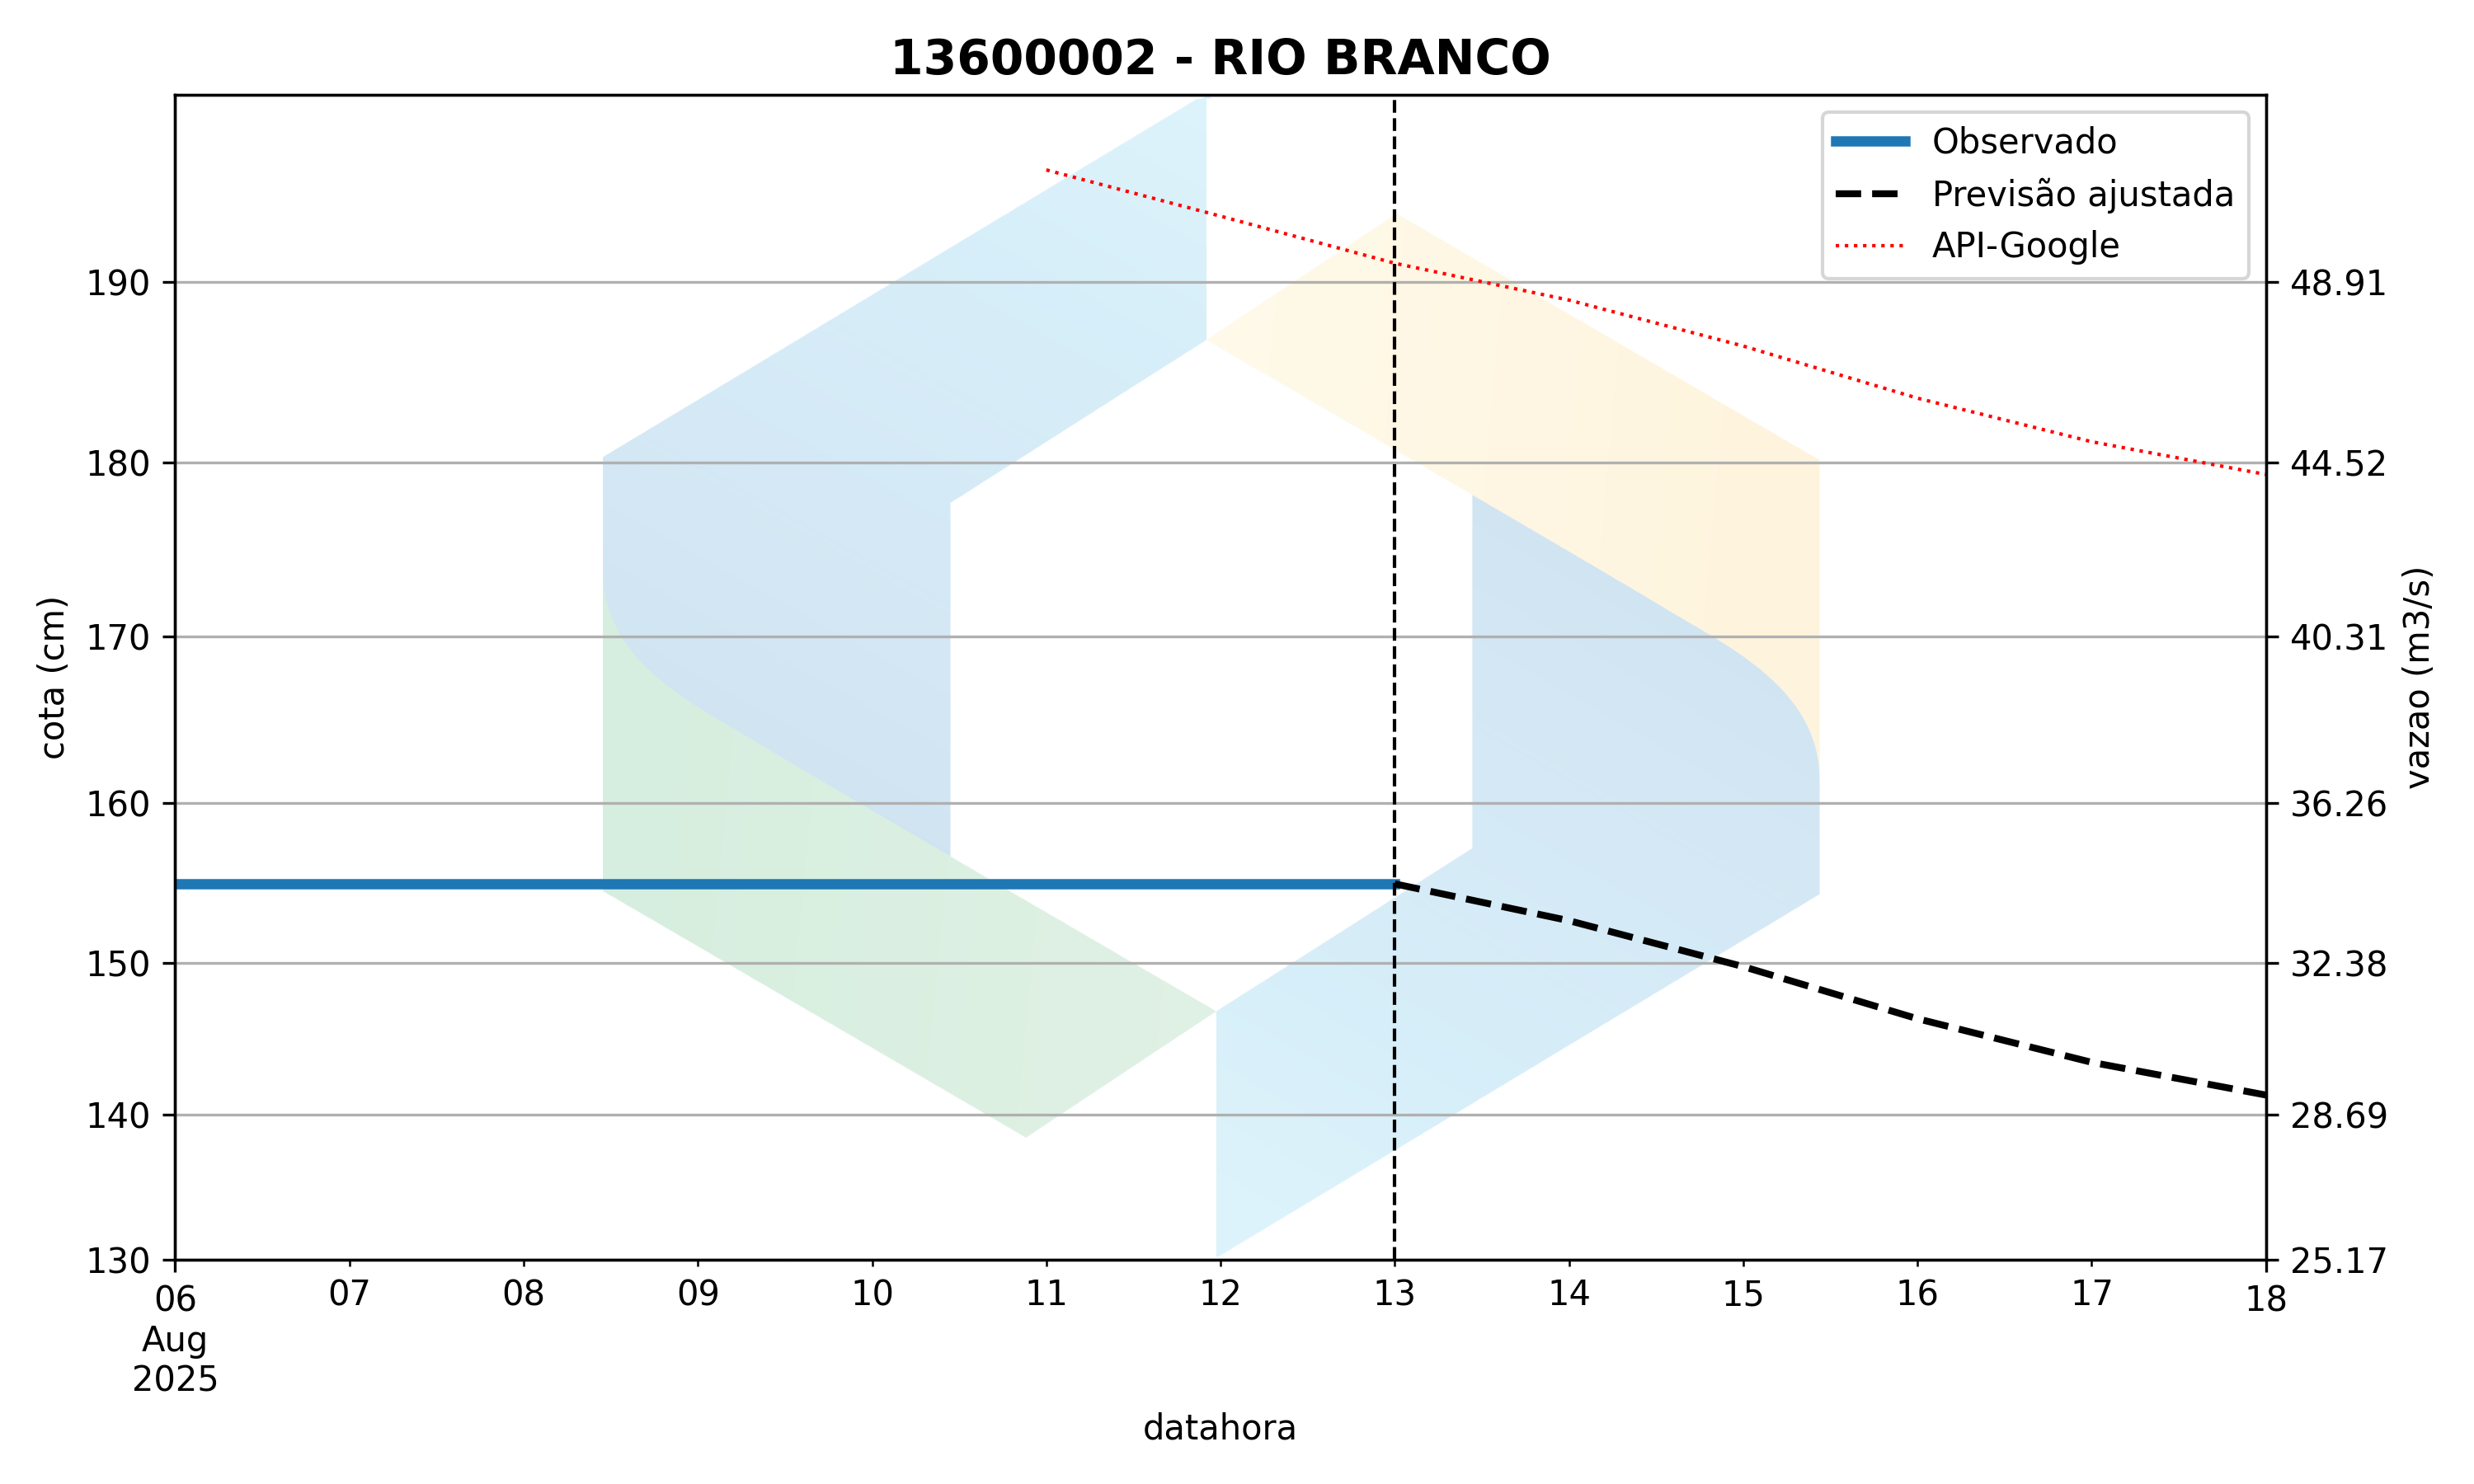 13600002 - RIO BRANCO
Observado
Previsão ajustada
API-Google
190
180
170
160
150
140
130
cota (cm)
48.91
44.52
40.31
36.26
32.38
28.69
25.17
vazao (m3/s)
06 07 08 09 10 11 12 13 14 15 16 17 18
Aug
2025
datahora